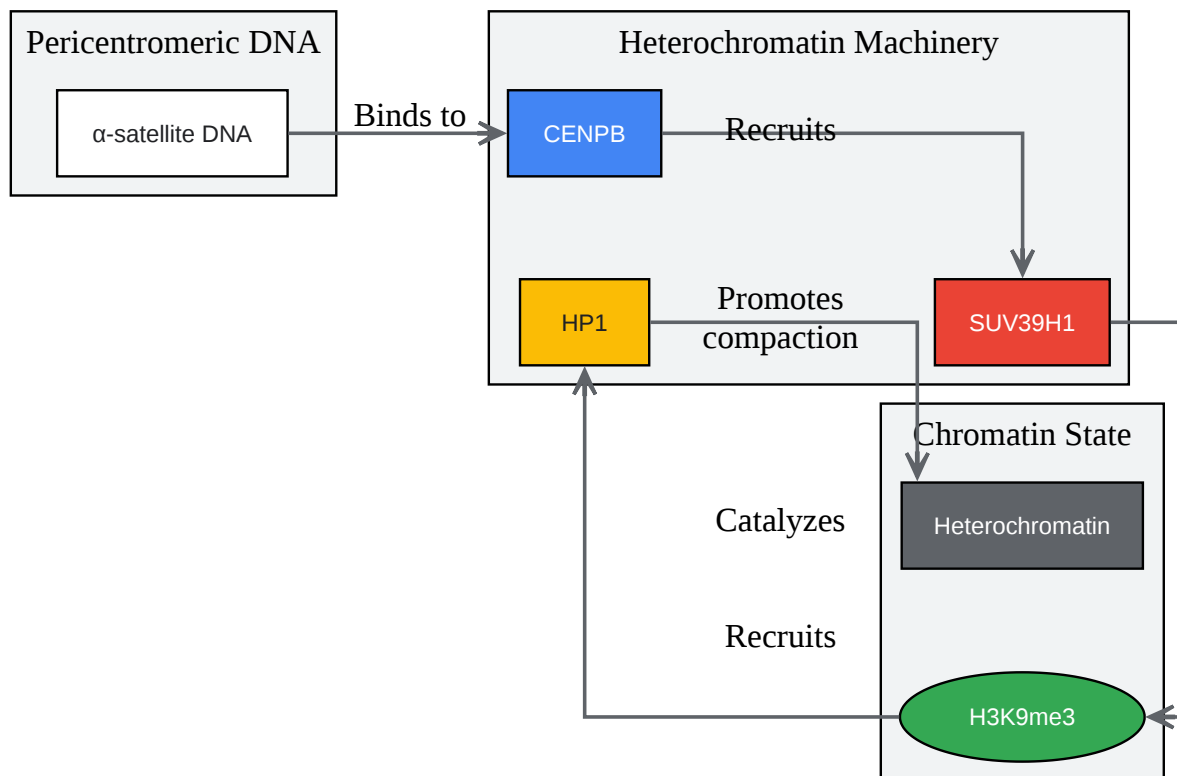 Pericentromeric DNA
α-satellite DNA
Binds to
Heterochromatin Machinery
CENPB
Recruits
HP1
Promotes
compaction
SUV39H1
Chromatin State
Catalyzes
Heterochromatin
Recruits
H3K9me3